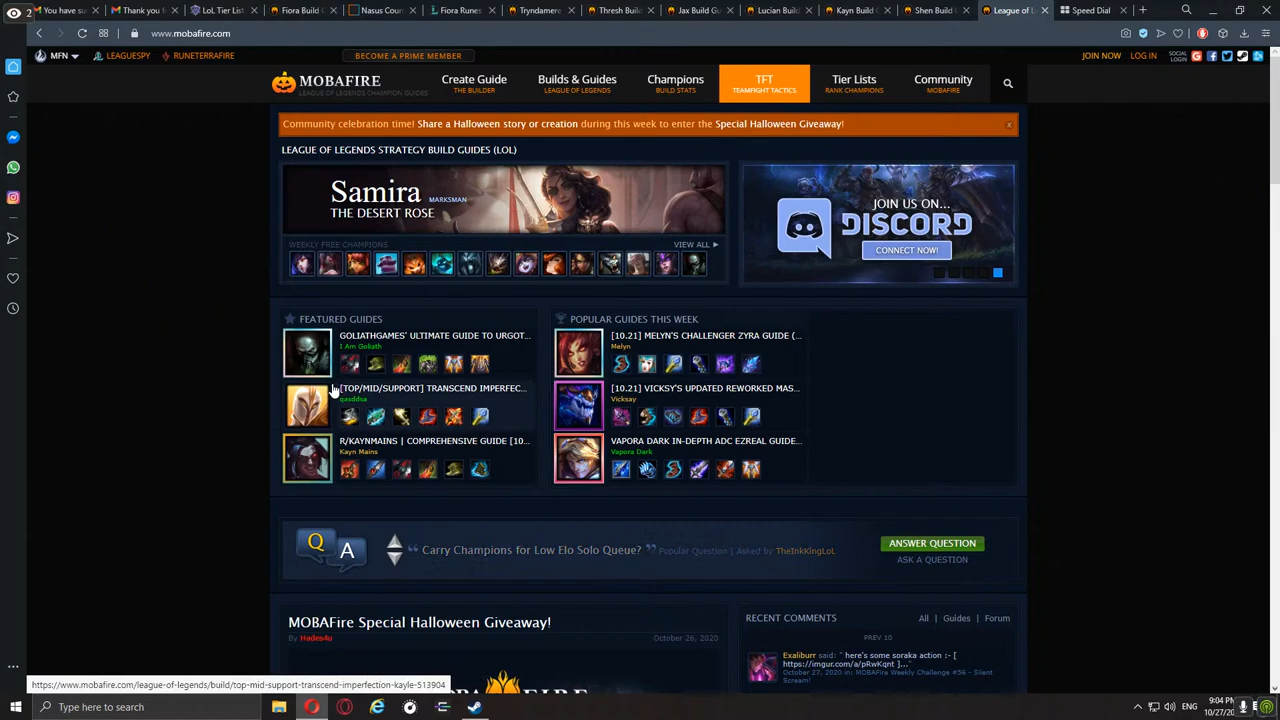 2
You have su
Thank you f
LoL Tier List
Fiora Build
Nasus Coun
Fiora Runes
Tryndamere
Thresh Build
Jax Build Gu
Lucian Build
Kayn Build
Shen Build
League of L
Speed Dial
www.mobafire.com
MFN
LEAGUESPY
RUNETERRAFIRE
BECOME A PRIME MEMBER
JOIN NOW
LOG IN
SOCIAL
LOGIN
MOBAFIRE
LEAGUE OF LEGENDS CHAMPION GUIDES
Create Guide
THE BUILDER
Builds & Guides
LEAGUE OF LEGENDS
Champions
BUILD STATS
TFT
TEAMFIGHT TACTICS
Tier Lists
RANK CHAMPIONS
Community
MOBAFIRE
Community celebration time! Share a Halloween story or creation during this week to enter the Special Halloween Giveaway!
x
LEAGUE OF LEGENDS STRATEGY BUILD GUIDES (LOL)
Samira MARKSMAN
THE DESERT ROSE
WEEKLY FREE CHAMPIONS
VIEW ALL
JOIN US ON...
DISCORD
CONNECT NOW!
FEATURED GUIDES
GOLIATHGAMES' ULTIMATE GUIDE TO URGOT...
I Am Goliath
[TOP/MID/SUPPORT] TRANSCEND IMPERFEC...
qasddsa
R/KAYNMAINS | COMPREHENSIVE GUIDE [10...
Kayn Mains
POPULAR GUIDES THIS WEEK
[10.21] MELYN'S CHALLENGER ZYRA GUIDE (...
Melyn
[10.21] VICKSY'S UPDATED REWORKED MAS...
Vicksay
VAPORA DARK IN-DEPTH ADC EZREAL GUIDE...
Vapora Dark
Q
A
“ Carry Champions for Low Elo Solo Queue? ” Popular Question | Asked by TheInkKingLoL
ANSWER QUESTION
ASK A QUESTION
MOBAFire Special Halloween Giveaway!
By Hades4u
October 26, 2020
MOBAFIRE
RECENT COMMENTS
All | Guides | Forum
PREV 10
Exaliburr said: " here's some soraka action :- [
https://imgur.com/a/pRwKqnt ]..."
October 27, 2020 in: MOBAFire Weekly Challenge #56 - Silent
Scream!
https://www.mobafire.com/league-of-legends/build/top-mid-support-transcend-imperfection-kayle-513904
Type here to search
ENG
9:04 PM
10/27/20